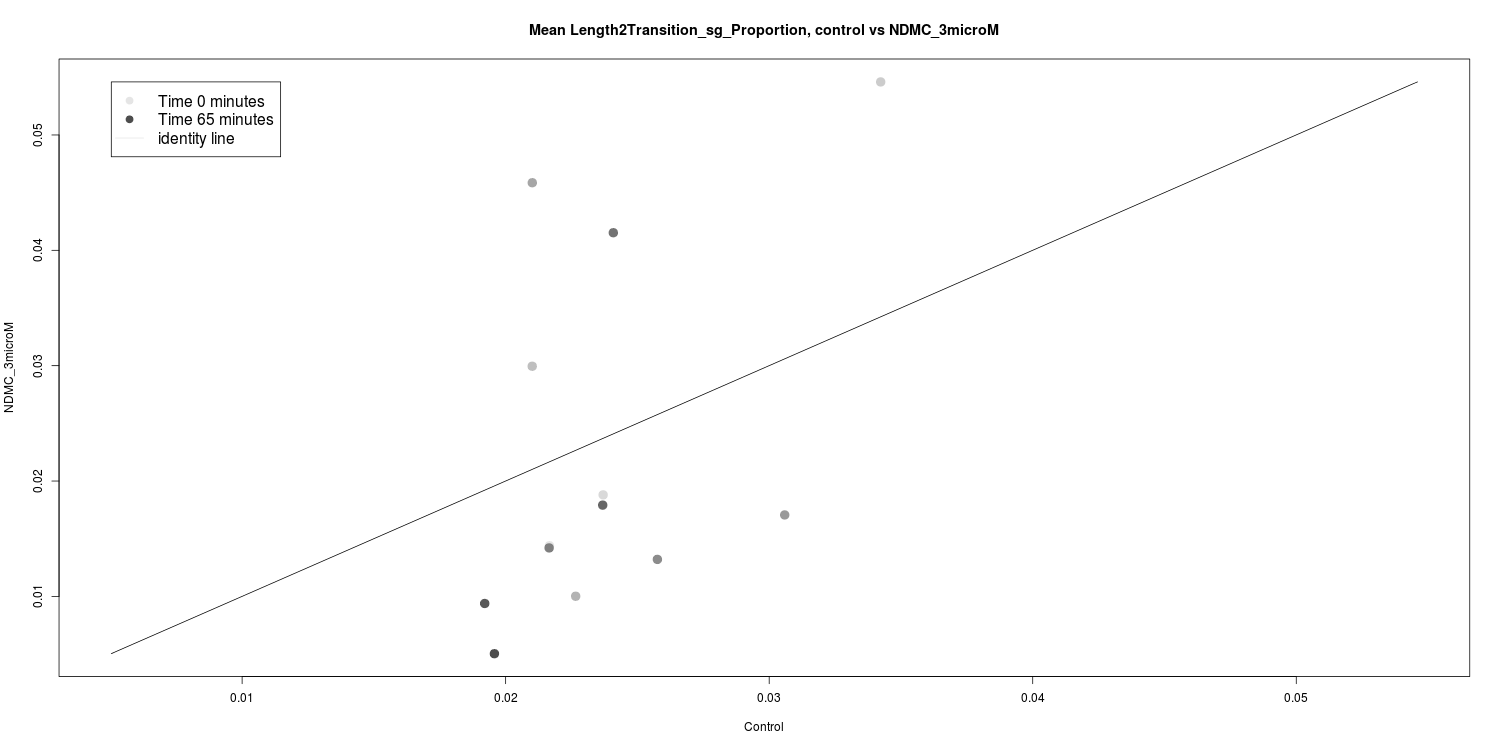 Mean Length2Transition_sg_Proportion, control vs NDMC_3microM
Time 0 minutes
Time 65 minutes
identity line
0.05
0.04
0.03
0.02
0.01
NDMC_3microM
0.01
0.02
0.03
0.04
0.05
Control